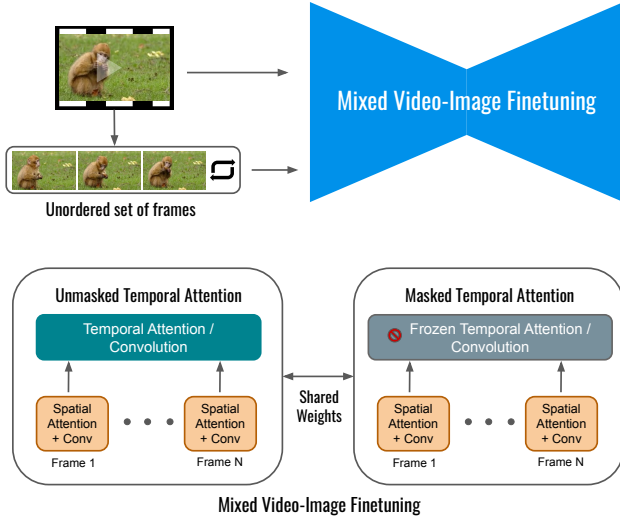 Mixed Video-Image Finetuning
Unordered set of frames
Unmasked Temporal Attention
Temporal Attention /
Convolution
Spatial
Attention
+ Conv
Spatial
Attention
+ Conv
Frame 1
Frame N
Shared
Weights
Masked Temporal Attention
Frozen Temporal Attention /
Convolution
Spatial
Attention
+ Conv
Spatial
Attention
+ Conv
Frame 1
Frame N
Mixed Video-Image Finetuning